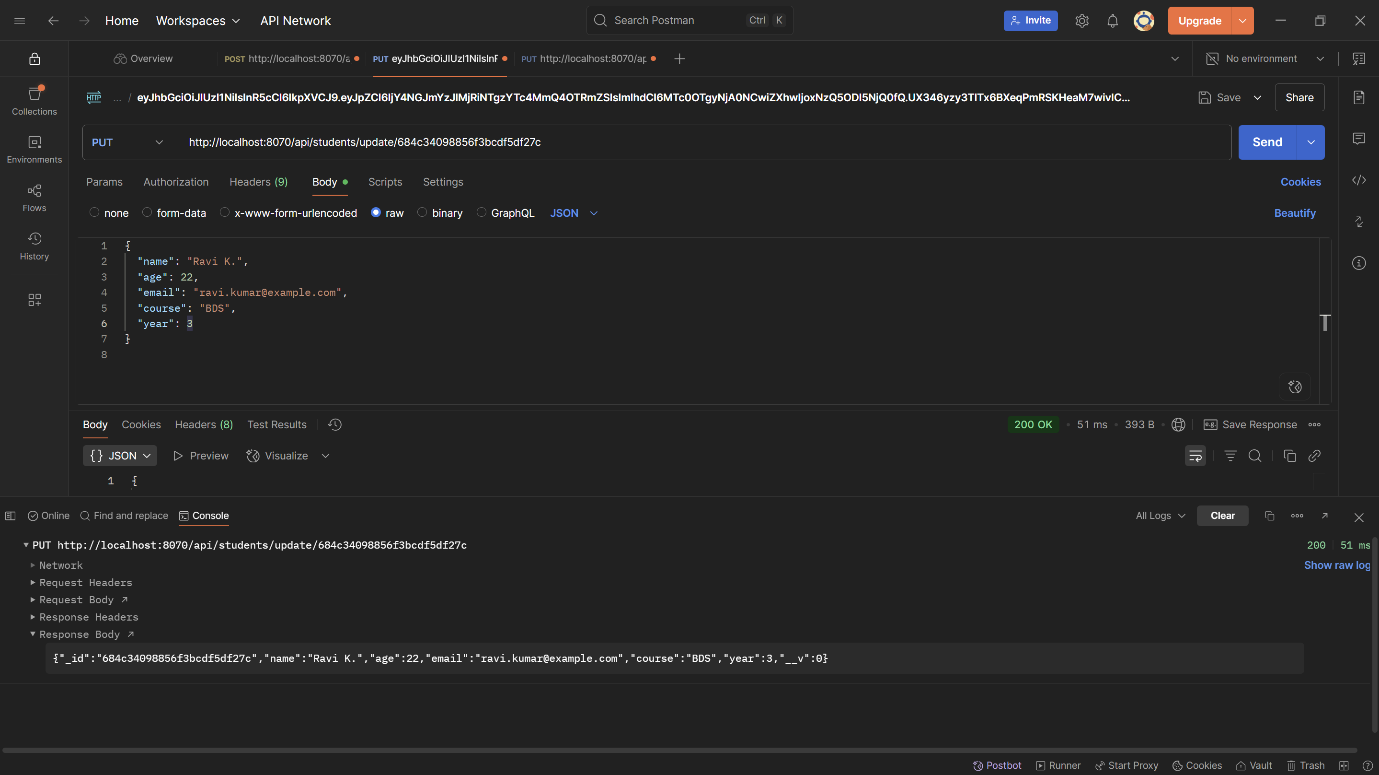 Home Workspaces API Network Search Postman Ctrl K Invite Upgrade
Overview POST http://localhost:8070/a PUT eyJhbGciOiJIUzI1NiIsInF PUT http://localhost:8070/ap No environment
... / eyJhbGciOiJIUzI1NiIsInR5cCI6IkpXVCJ9.eyJpZCI6IjY4NGJmYzJlMjRiNTgzYTc4MmQ4OTRmZSIsImlhdCI6MTc0OTgyNjA0NCwiZXhwIjoxNzQ5ODI5NjQ0fQ.UX346yzy3TlTx6BXeqPmRSKHeaM7wivIC... Save Share
Collections
Environments
Flows
History
PUT http://localhost:8070/api/students/update/684c34098856f3bcdf5df27c Send
Params Authorization Headers (9) Body Scripts Settings Cookies
none form-data x-www-form-urlencoded raw binary GraphQL JSON Beautify
1 {
2 "name": "Ravi K.",
3 "age": 22,
4 "email": "ravi.kumar@example.com",
5 "course": "BDS",
6 "year": 3
7 }
8
Body Cookies Headers (8) Test Results 200 OK • 51 ms • 393 B • e.g. Save Response
{} JSON Preview Visualize
1 {
Online Find and replace Console All Logs Clear
PUT http://localhost:8070/api/students/update/684c34098856f3bcdf5df27c 200 51 ms
Network Show raw log
Request Headers
Request Body ↗
Response Headers
Response Body ↗
{"_id":"684c34098856f3bcdf5df27c","name":"Ravi K.","age":22,"email":"ravi.kumar@example.com","course":"BDS","year":3,"__v":0}
Postbot Runner Start Proxy Cookies Vault Trash